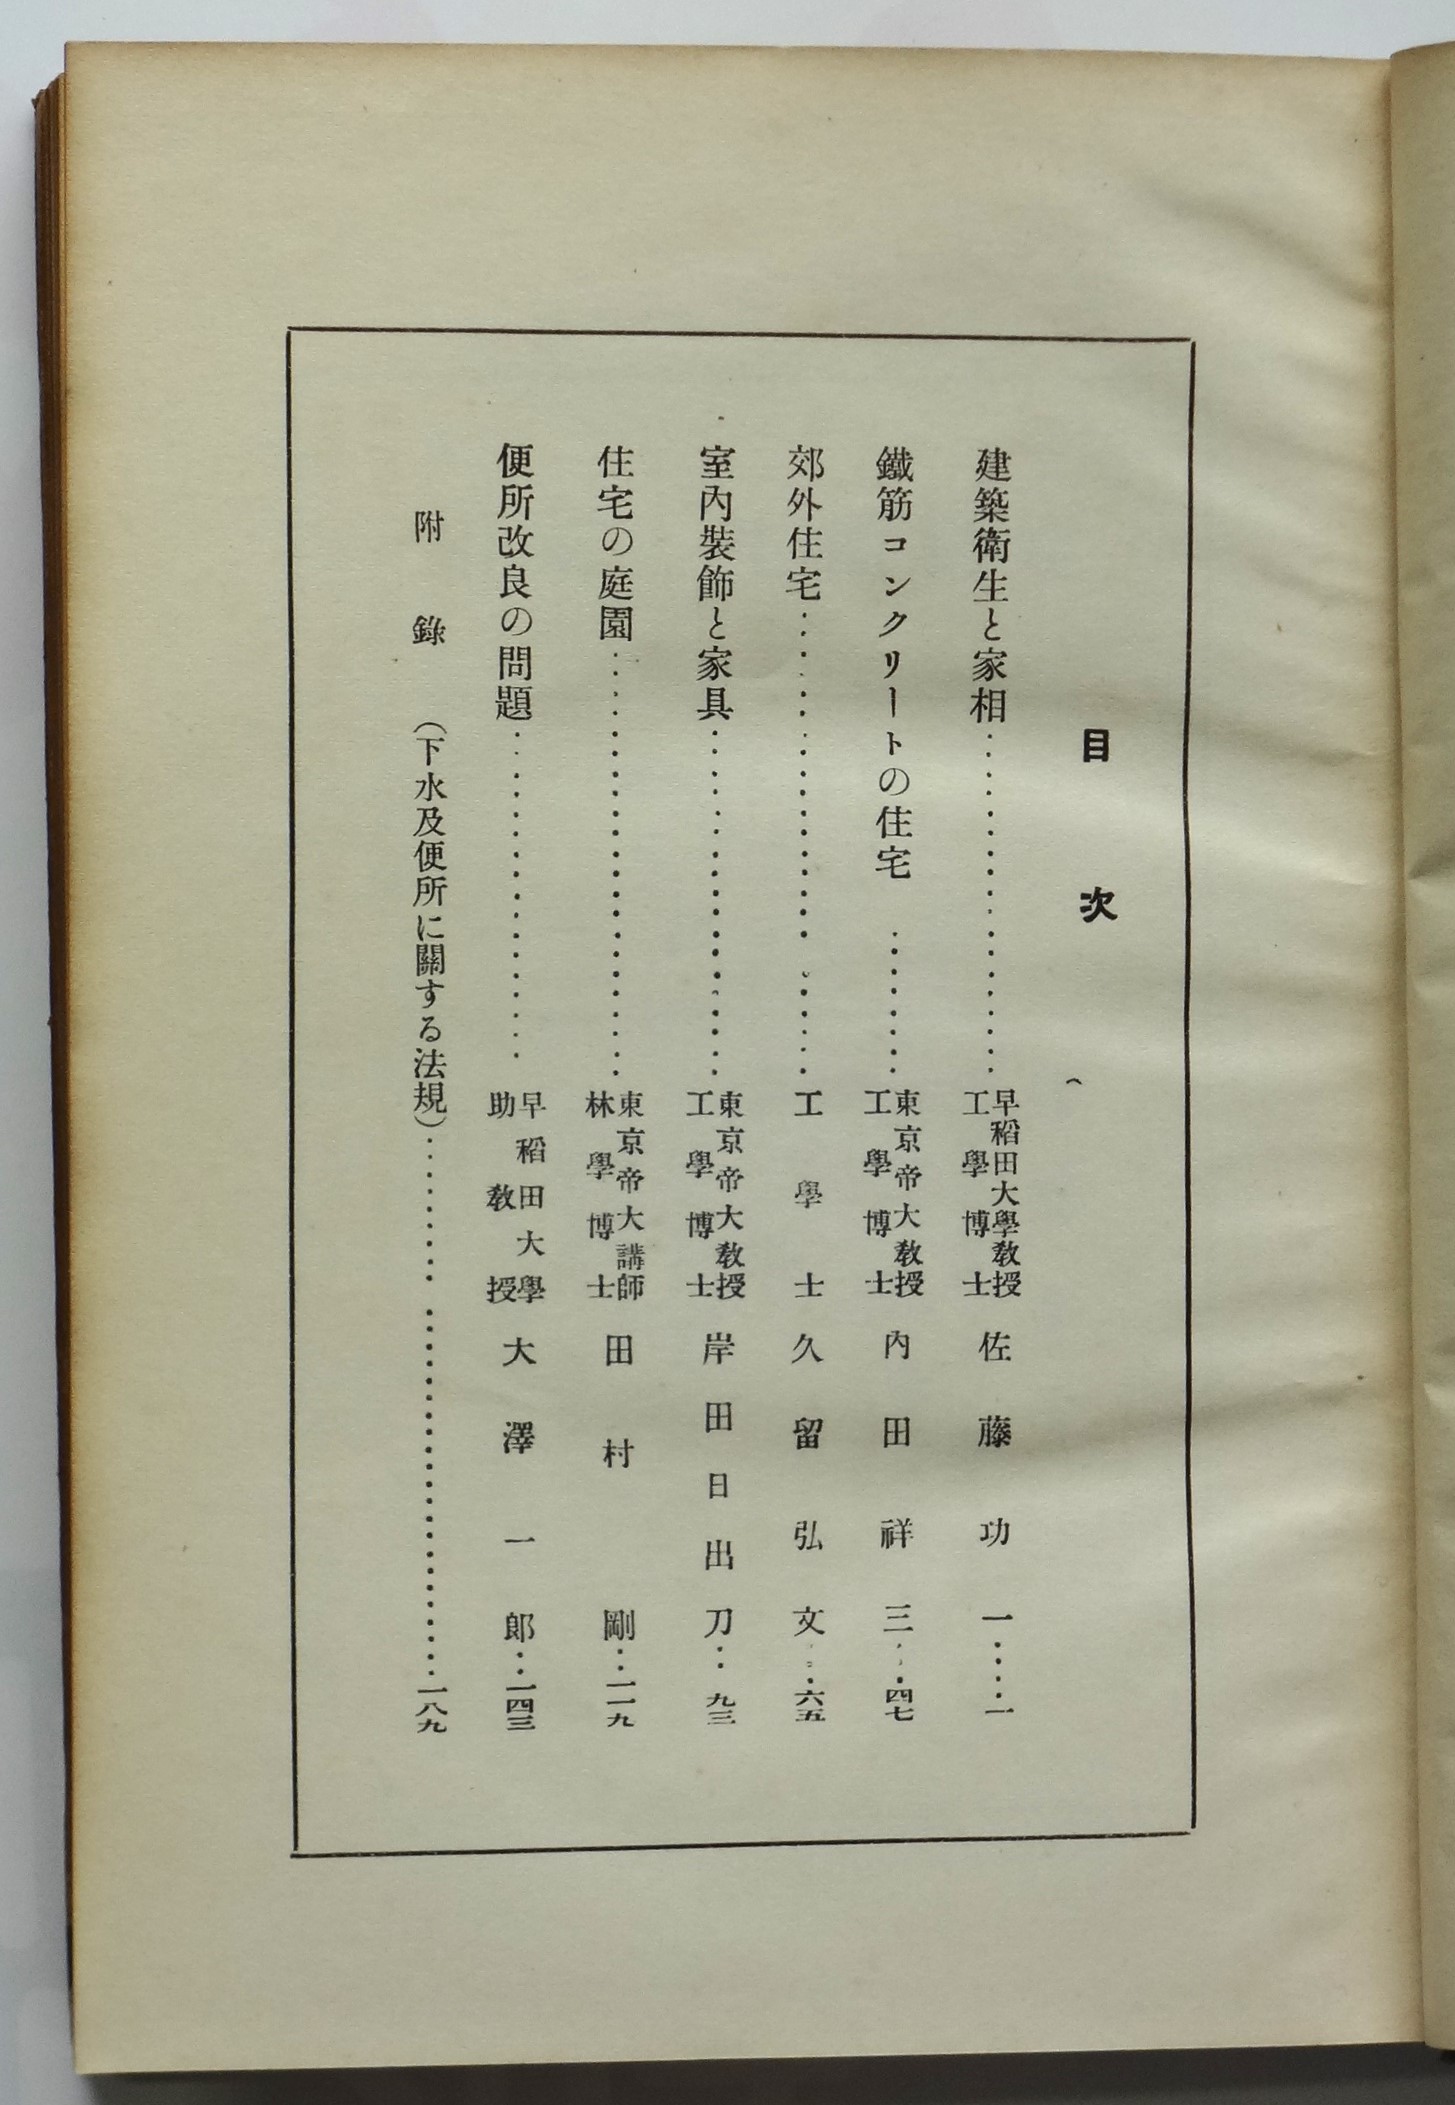 目次
建築衛生と家相……早稻田大學教授 工學博士 佐藤功一……一
鐵筋コンクリートの住宅……東京帝大教授 工學博士 內田祥三……四七
郊外住宅……工學士 久留弘文……六五
室內裝飾と家具……東京帝大教授 工學博士 岸田日出刀……九三
住宅の庭園……東京帝大講師 林學博士 田村剛……一一九
便所改良の問題……早稻田大學 助教授 大澤一郎……一四三
附錄(下水及便所に關する法規)……一八九